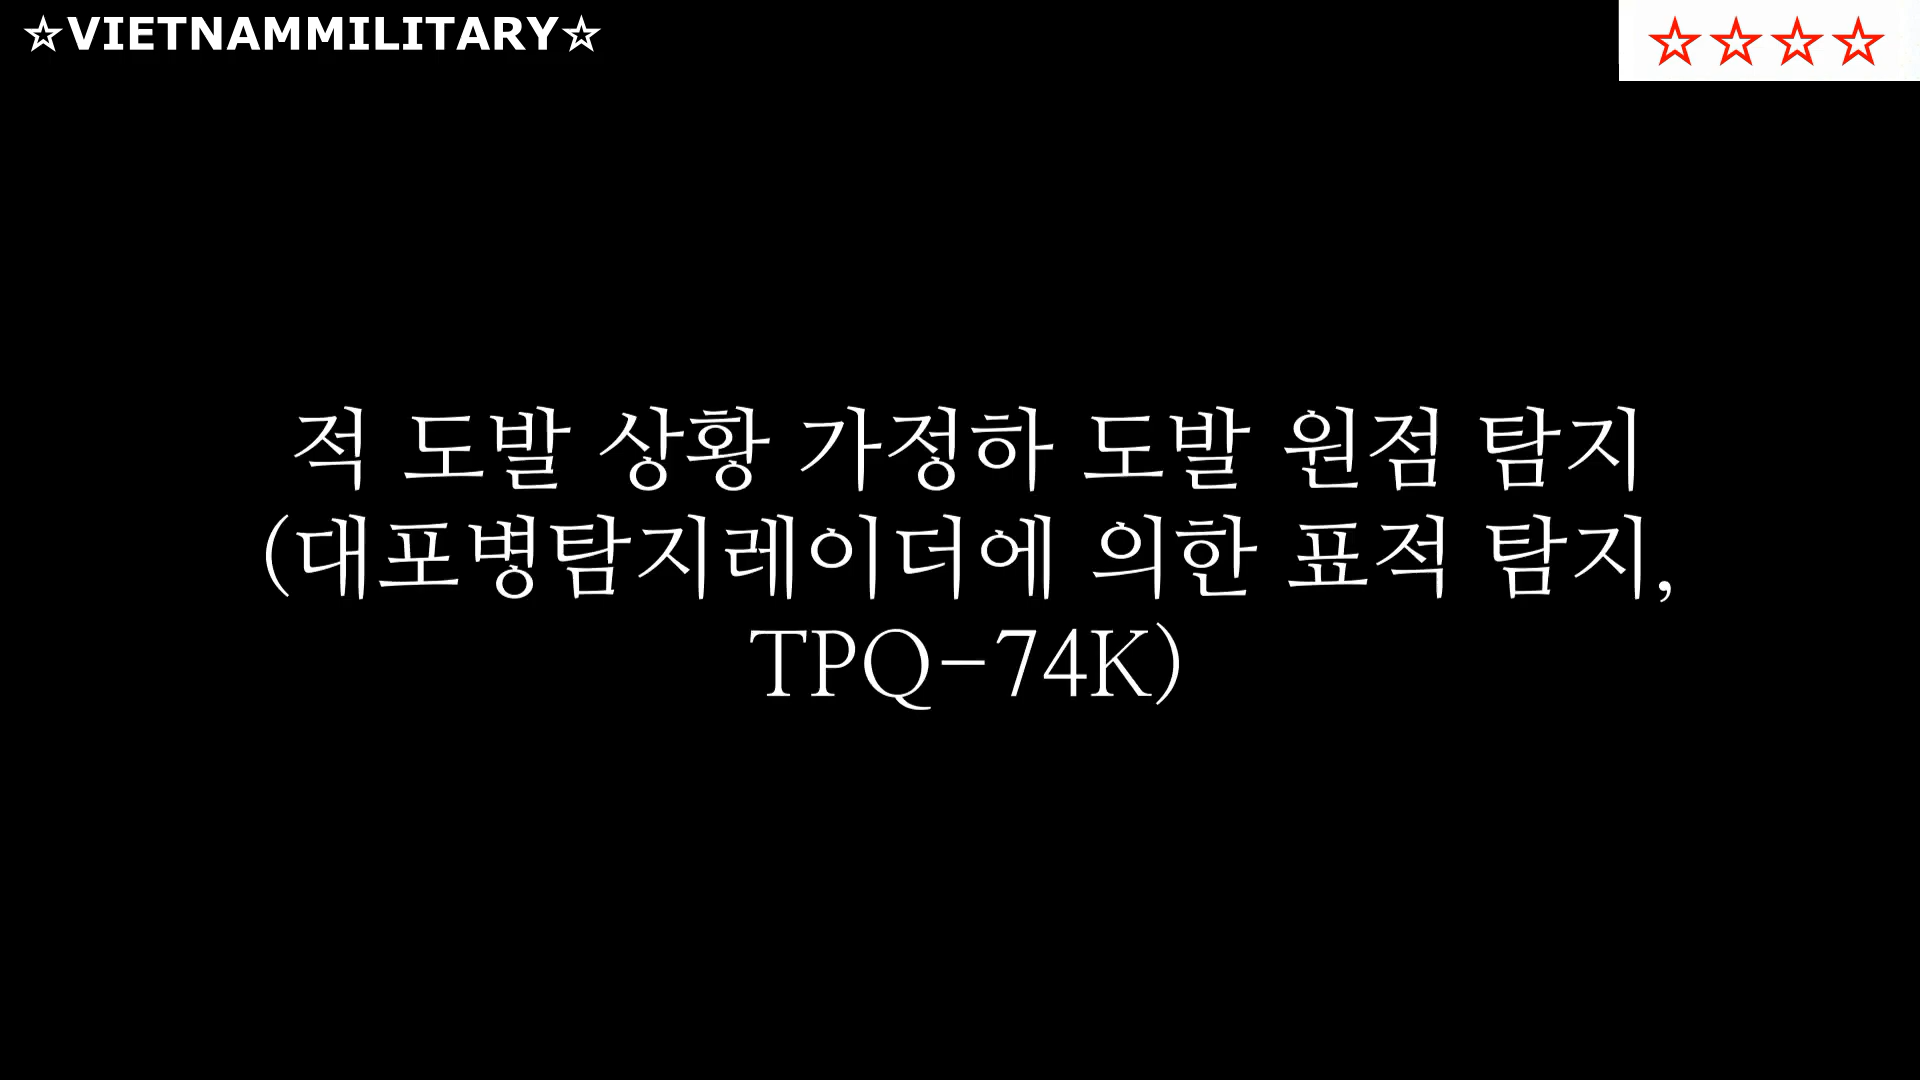 ☆VIETNAMMILITARY☆
☆☆☆☆
적 도발 상황 가정하 도발 원점 탐지
(대포병탐지레이더에 의한 표적 탐지,
TPQ-74K)